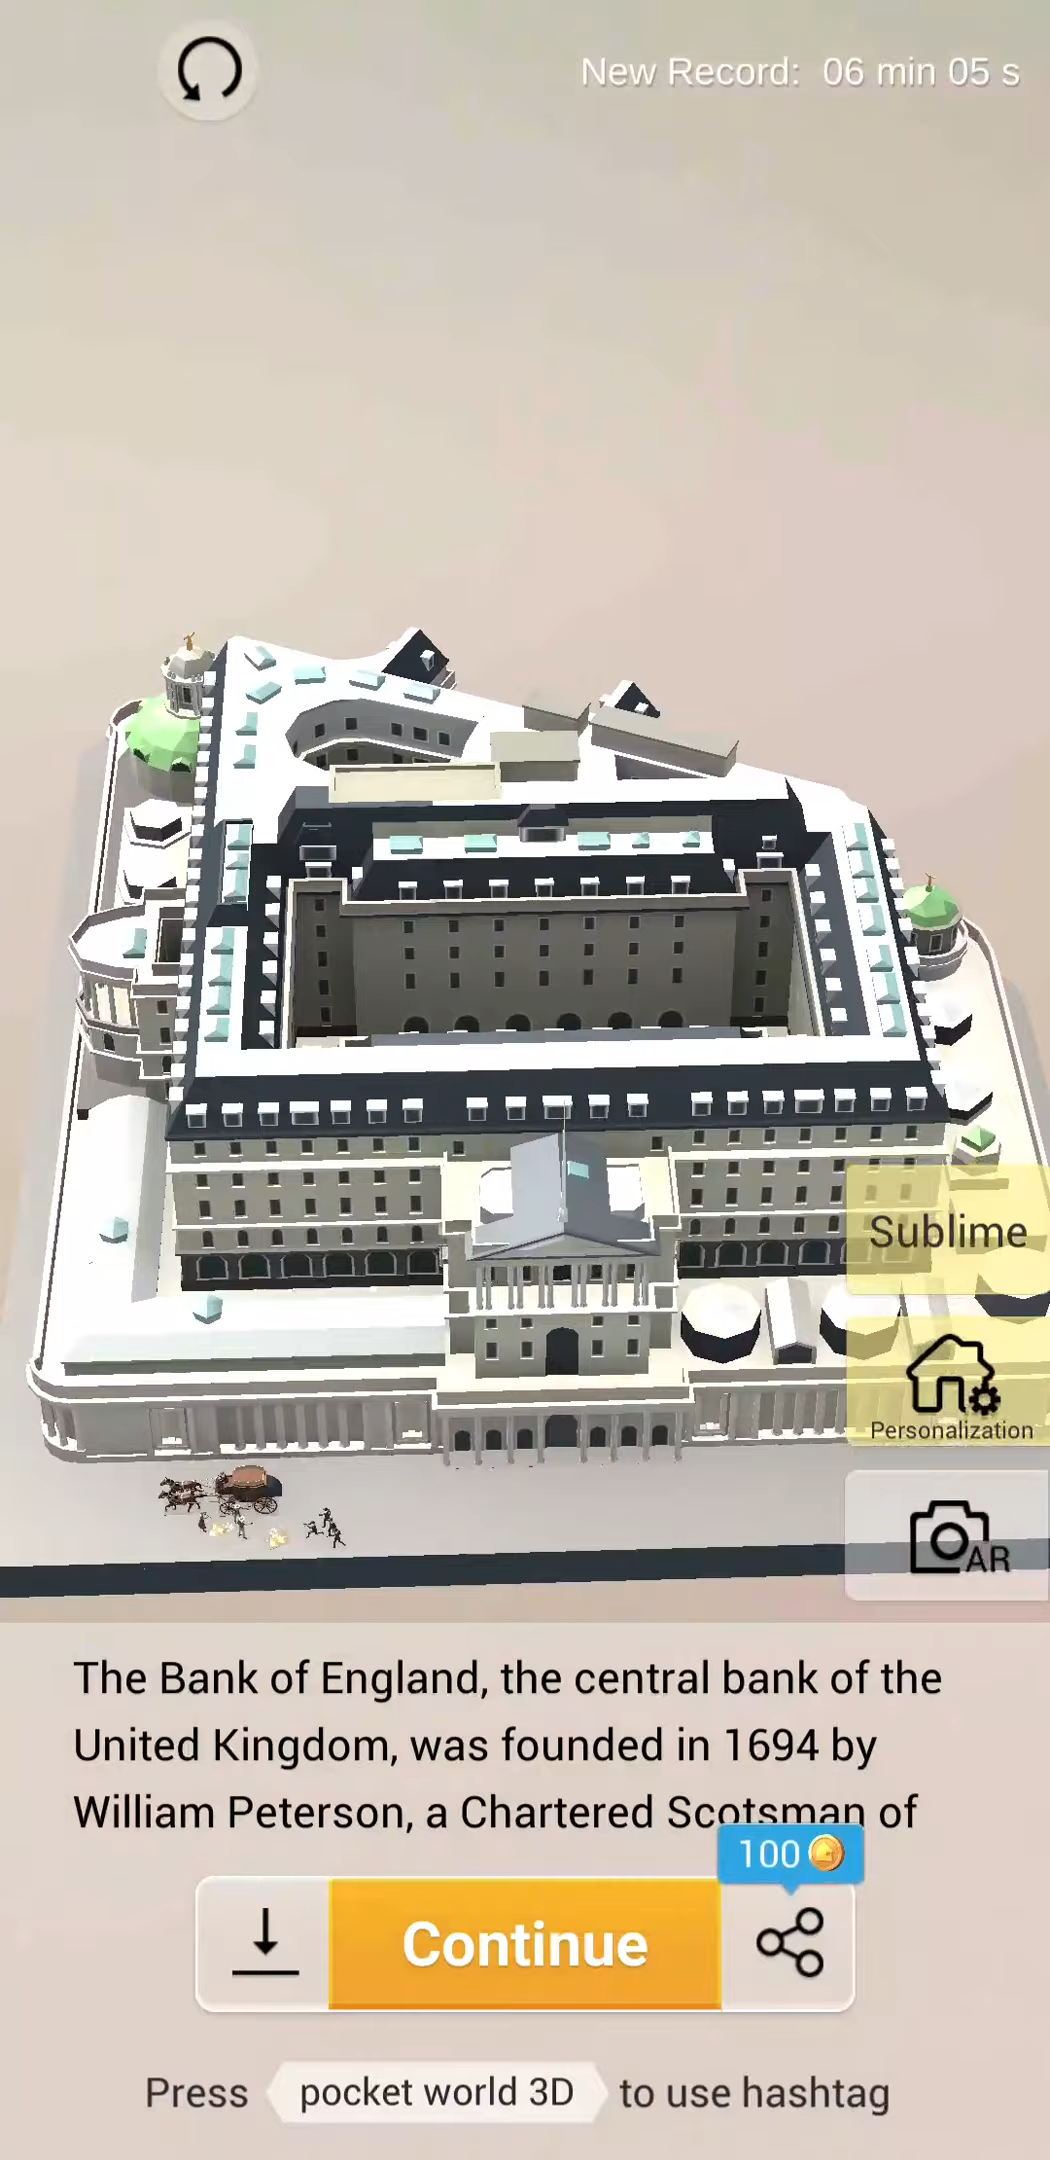 New Record: 06 min 05 s
Sublime
Personalization
AR
The Bank of England, the central bank of the
United Kingdom, was founded in 1694 by
William Peterson, a Chartered Scotsman of
100
Continue
Press pocket world 3D to use hashtag